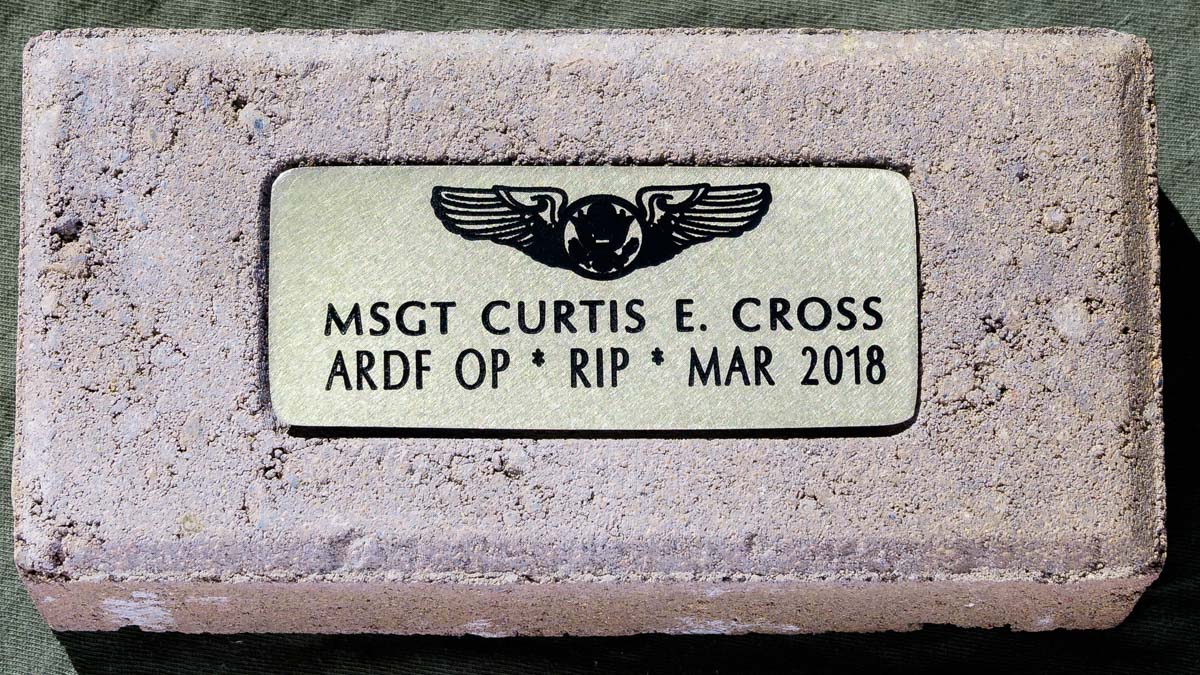 MSGT CURTIS E. CROSS
ARDF OP * RIP * MAR 2018